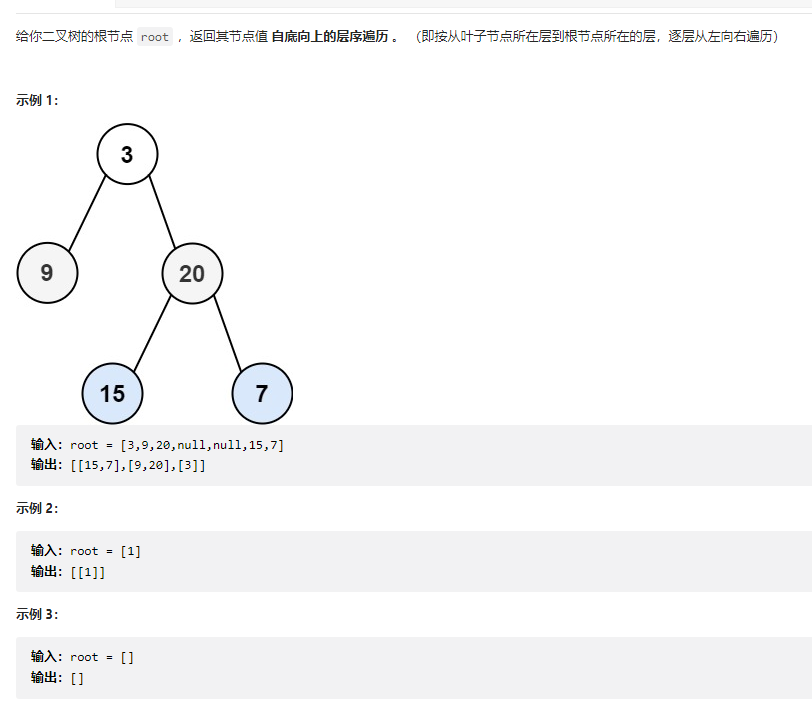 给你二叉树的根节点 root ，返回其节点值 自底向上的层序遍历 。 （即按从叶子节点所在层到根节点所在的层，逐层从左向右遍历）
示例 1：
3
9
20
15
7
输入：root = [3,9,20,null,null,15,7]
输出：[[15,7],[9,20],[3]]
示例 2：
输入：root = [1]
输出：[[1]]
示例 3：
输入：root = []
输出：[]